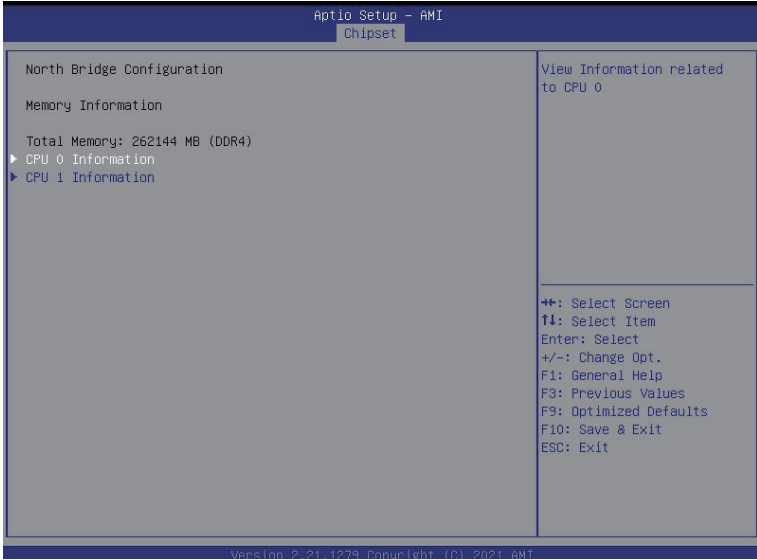 Aptio Setup – AMI
Chipset
North Bridge Configuration
Memory Information
Total Memory: 262144 MB (DDR4)
▶ CPU 0 Information
▶ CPU 1 Information
View Information related
to CPU 0
→←: Select Screen
↑↓: Select Item
Enter: Select
+/-: Change Opt.
F1: General Help
F3: Previous Values
F9: Optimized Defaults
F10: Save & Exit
ESC: Exit
Version 2.21.1279 Copyright (C) 2021 AMI